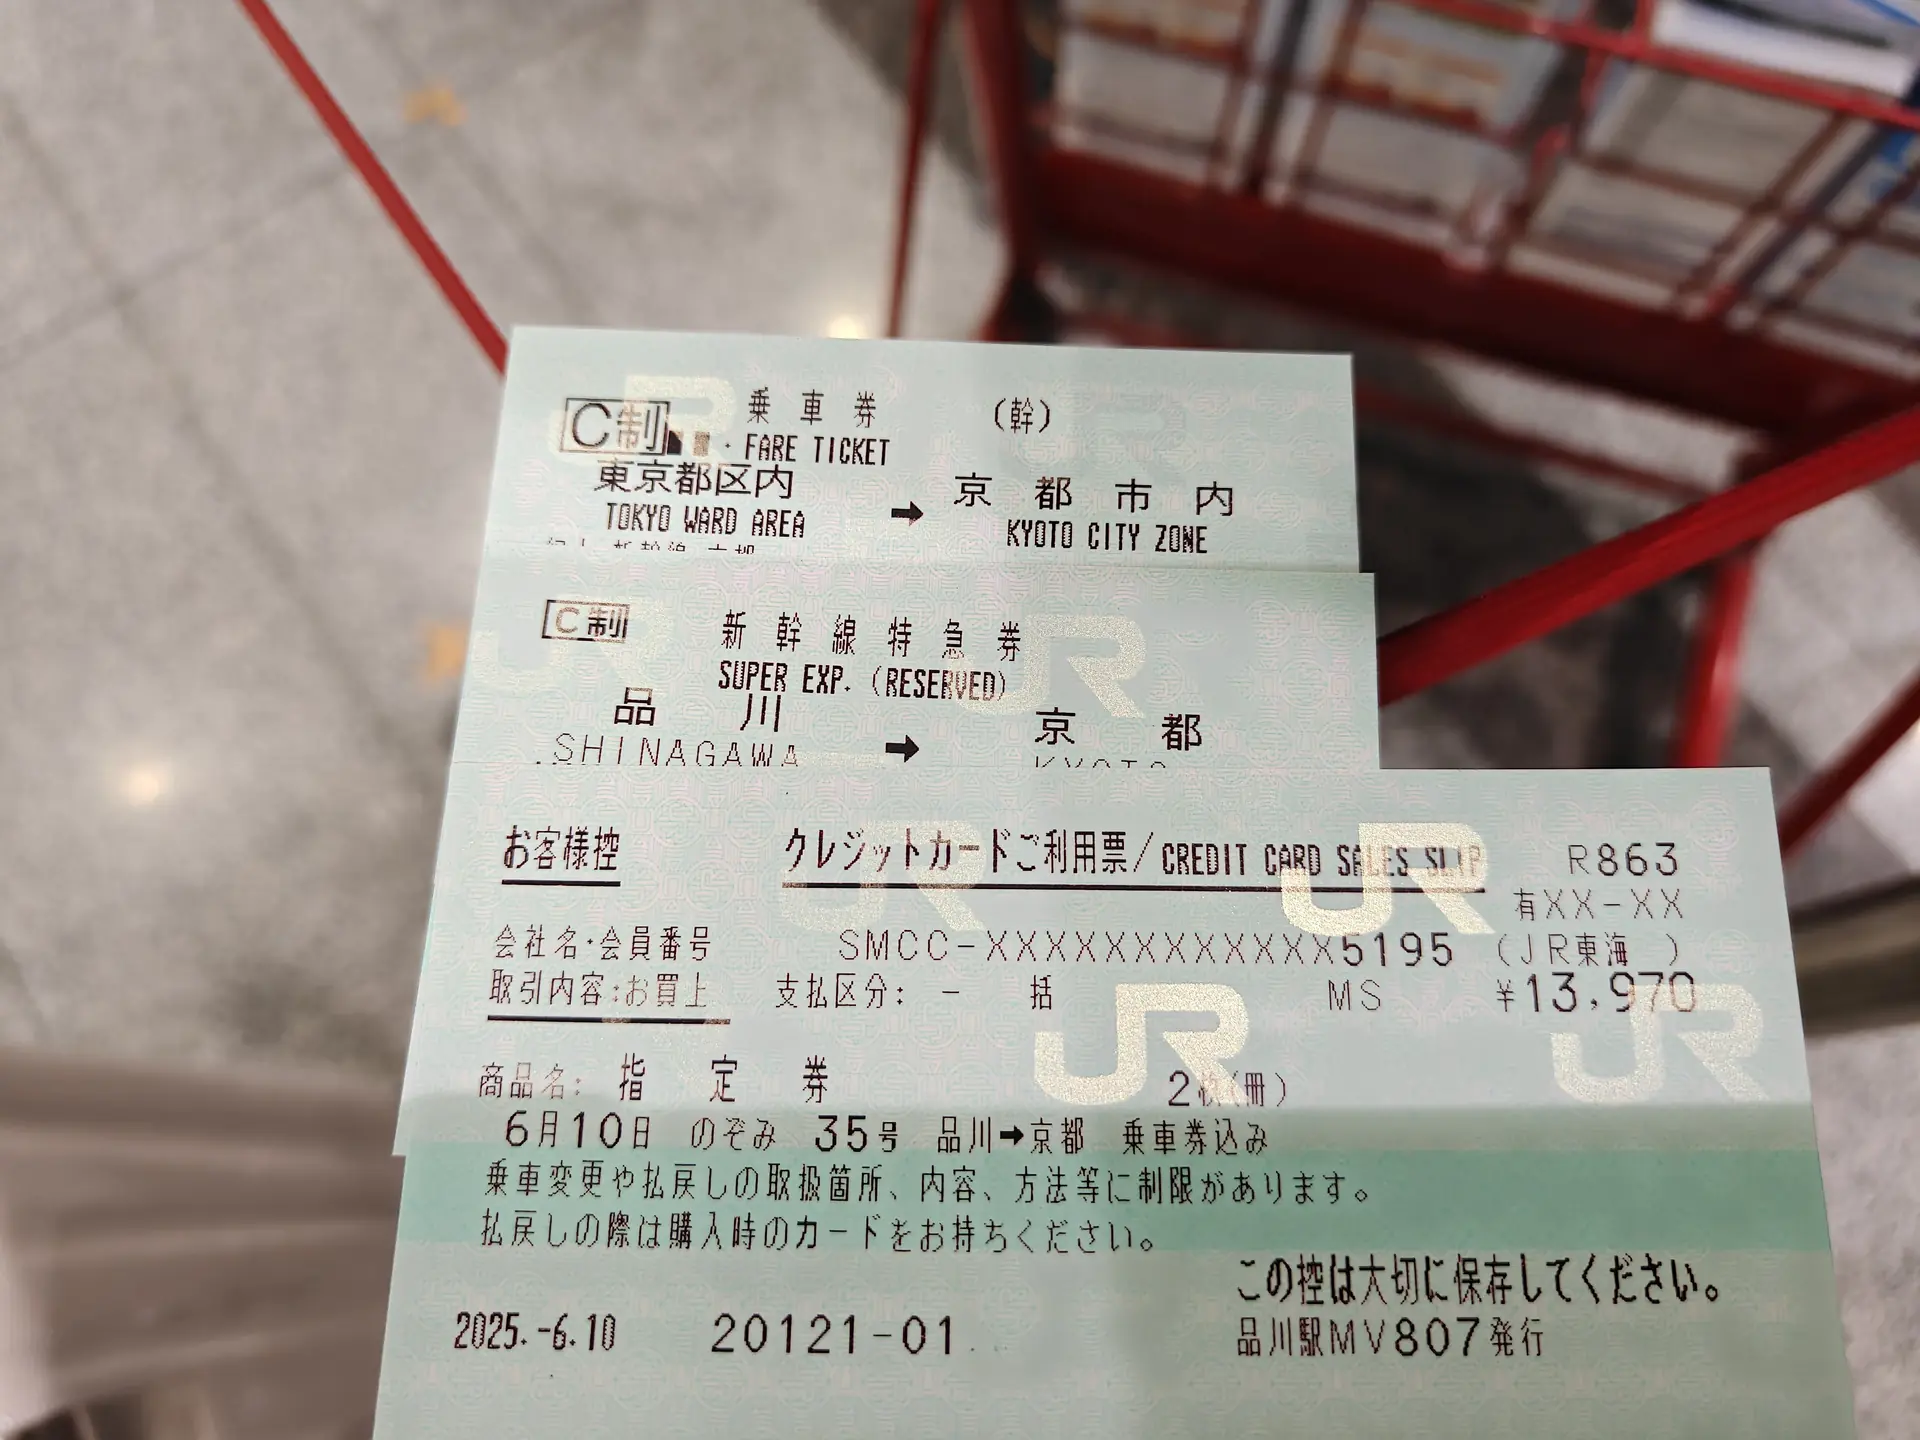 C制 乗車券 (幹)
・FARE TICKET
東京都区内 → 京都市内
TOKYO WARD AREA KYOTO CITY ZONE
C制 新幹線特急券
SUPER EXP. (RESERVED)
品川 → 京都
SHINAGAWA KYOTO
お客様控 クレジットカードご利用票/CREDIT CARD SALES SLIP R863
有XX-XX
会社名・会員番号 SMCC-XXXXXXXXXXXX5195 (JR東海 )
取引内容:お買上 支払区分: 一括 MS ¥13,970
商品名: 指定券 2枚(冊)
6月10日 のぞみ 35号 品川→京都 乗車券込み
乗車変更や払戻しの取扱箇所、内容、方法等に制限があります。
払戻しの際は購入時のカードをお持ちください。
この控は大切に保存してください。
2025.-6.10 20121-01 品川駅MV807発行